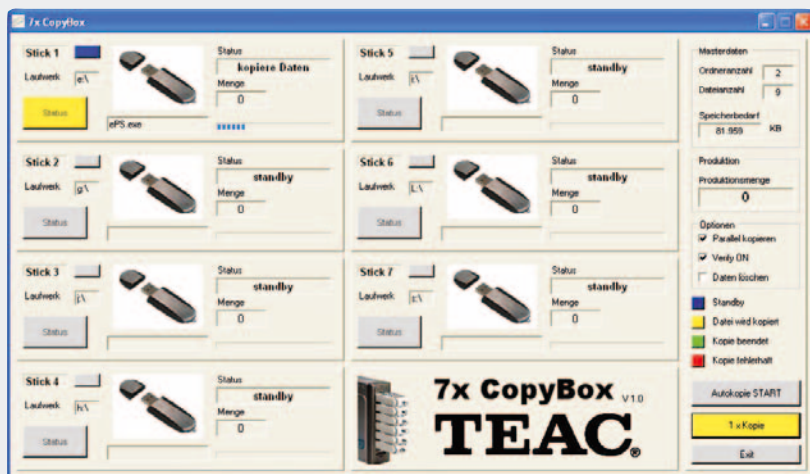 7x CopyBox
Stick 1
Laufwerk e:\
Status
ePS.exe
Status
kopiere Daten
Menge
0
Stick 2
Laufwerk g:\
Status
Status
standby
Menge
0
Stick 3
Laufwerk
Status
Status
standby
Menge
0
Stick 4
Laufwerk h:\
Status
Status
standby
Menge
0
Stick 5
Laufwerk
Status
Status
standby
Menge
0
Stick 6
Laufwerk
Status
Status
standby
Menge
0
Stick 7
Laufwerk
Status
Status
standby
Menge
0
7x CopyBox V1.0
TEAC®
Masterdaten
Ordneranzahl 2
Dateianzahl 9
Speicherbedarf
81.959 KB
Produktion
Produktionsmenge
0
Optionen
Parallel kopieren
Verify ON
Daten löschen
Standby
Datei wird kopiert
Kopie beendet
Kopie fehlerhaft
Autokopie START
1 x Kopie
Exit